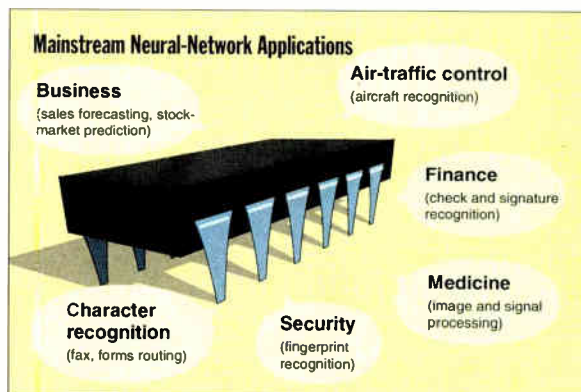 Mainstream Neural-Network Applications
Business
(sales forecasting, stock-
market prediction)
Air-traffic control
(aircraft recognition)
Finance
(check and signature
recognition)
Medicine
(image and signal
processing)
Security
(fingerprint
recognition)
Character
recognition
(fax, forms routing)